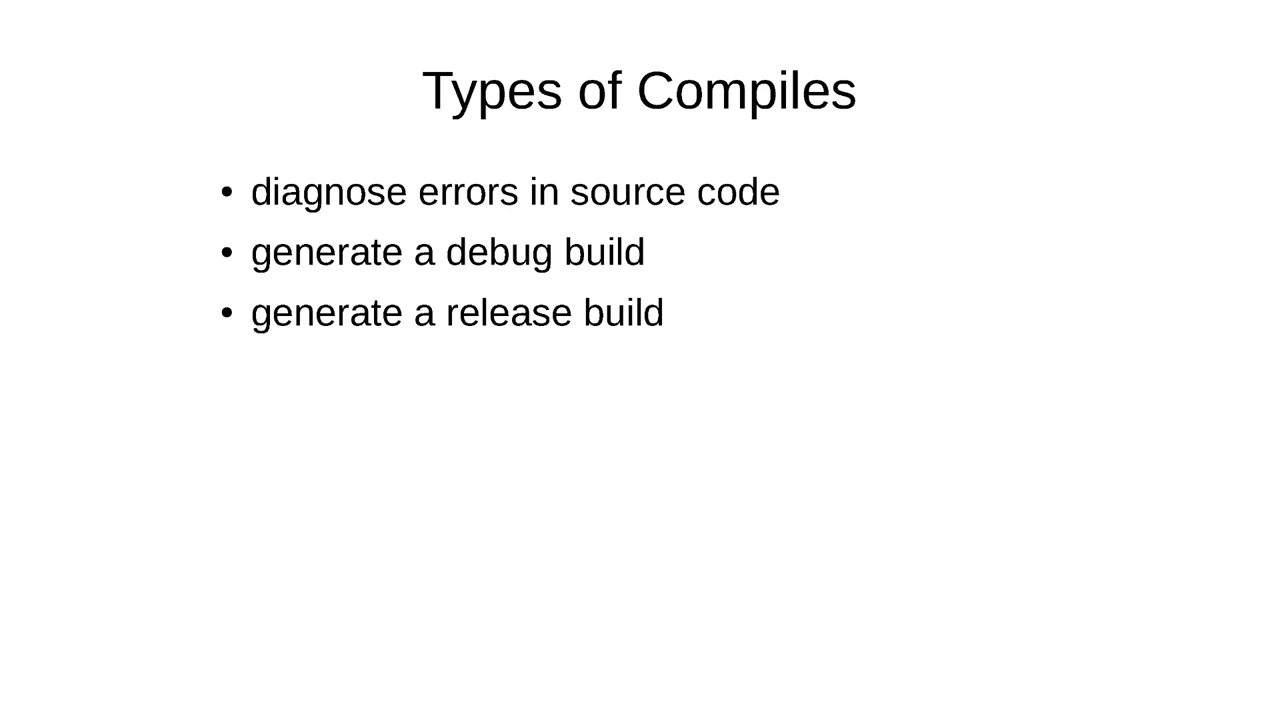 Types of Compiles
• diagnose errors in source code
• generate a debug build
• generate a release build